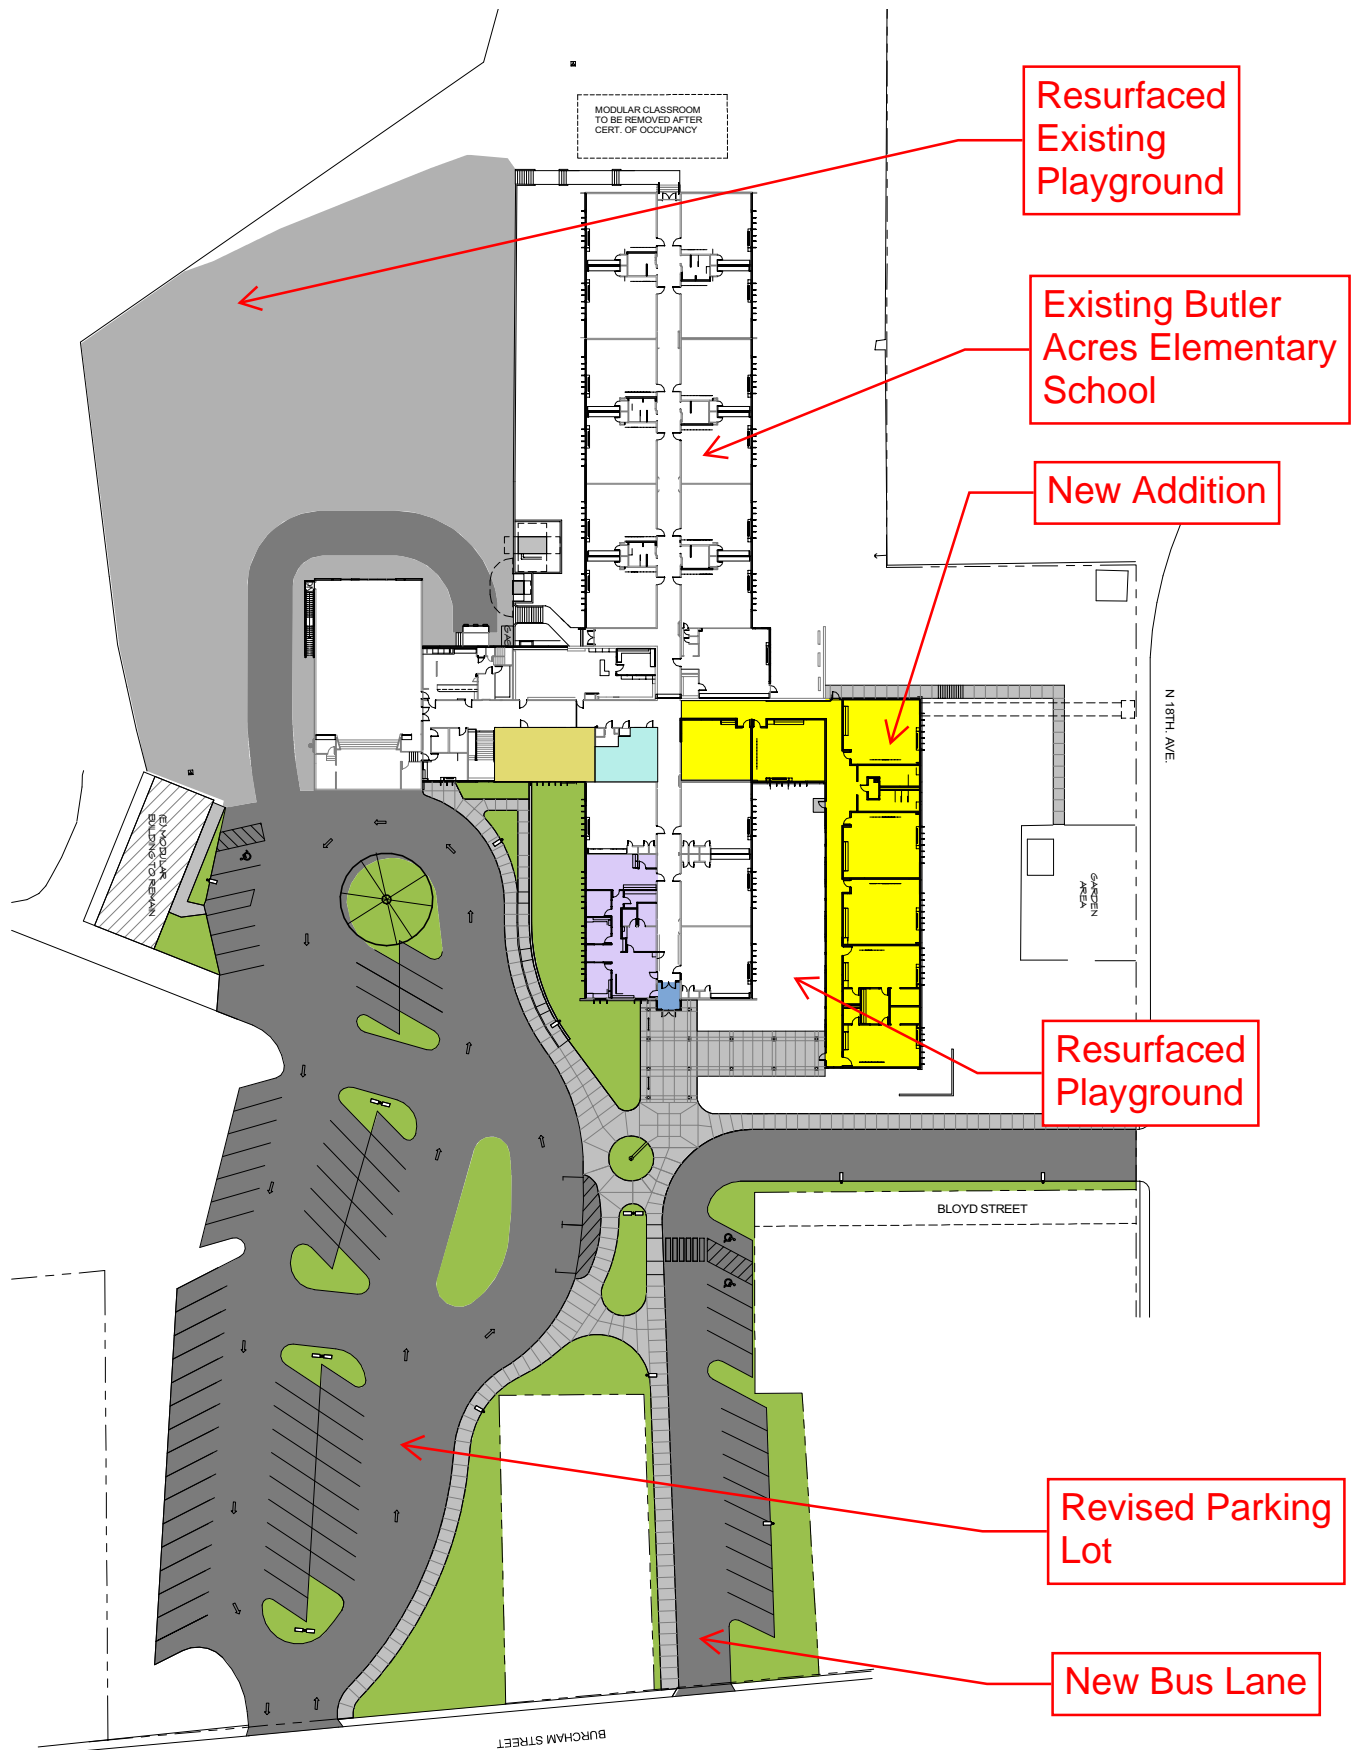 MODULAR CLASSROOM
TO BE REMOVED AFTER
CERT. OF OCCUPANCY
Resurfaced
Existing
Playground
Existing Butler
Acres Elementary
School
New Addition
N 18TH. AVE.
(E) MODULAR
BUILDING TO REMAIN
GARDEN
AREA
Resurfaced
Playground
BLOYD STREET
Revised Parking
Lot
New Bus Lane
BURCHAM STREET